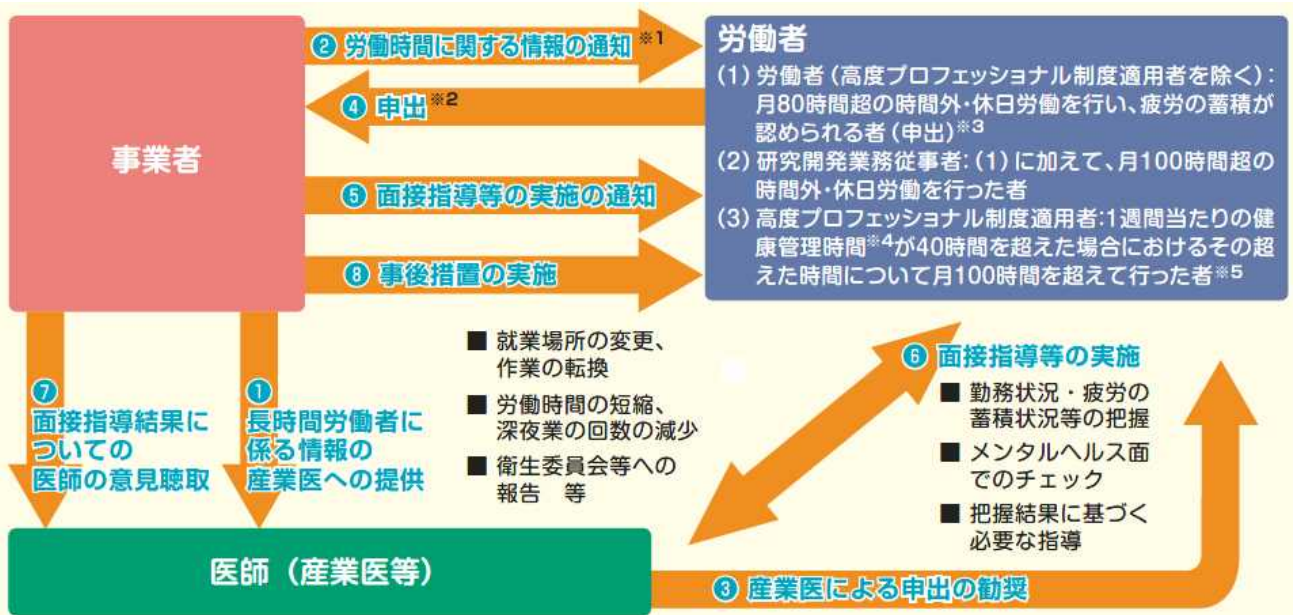 事業者
❷ 労働時間に関する情報の通知※1
❹ 申出※2
❺ 面接指導等の実施の通知
❽ 事後措置の実施
労働者
(1) 労働者(高度プロフェッショナル制度適用者を除く):
月80時間超の時間外・休日労働を行い、疲労の蓄積が
認められる者(申出)※3
(2) 研究開発業務従事者:(1)に加えて、月100時間超の
時間外・休日労働を行った者
(3) 高度プロフェッショナル制度適用者:1週間当たりの健
康管理時間※4が40時間を超えた場合におけるその超
えた時間について月100時間を超えて行った者※5
❼
面接指導結果に
ついての
医師の意見聴取
❶
長時間労働者に
係る情報の
産業医への提供
■ 就業場所の変更、
作業の転換
■ 労働時間の短縮、
深夜業の回数の減少
■ 衛生委員会等への
報告 等
❻ 面接指導等の実施
■ 勤務状況・疲労の
蓄積状況等の把握
■ メンタルヘルス面
でのチェック
■ 把握結果に基づく
必要な指導
医師(産業医等)
❸ 産業医による申出の勧奨